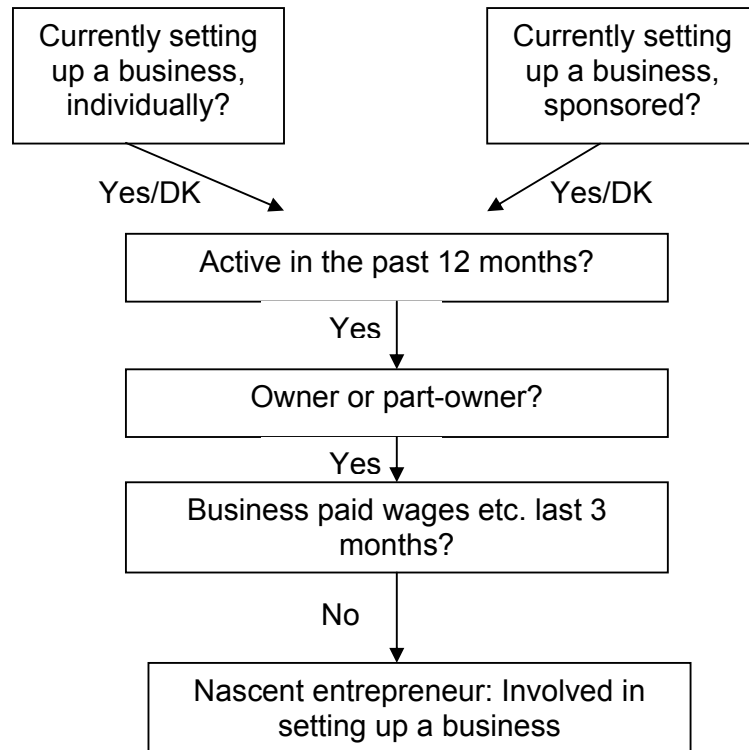 Currently setting
up a business,
individually?
Currently setting
up a business,
sponsored?
Yes/DK
Yes/DK
Active in the past 12 months?
Yes
Owner or part-owner?
Yes
Business paid wages etc. last 3
months?
No
Nascent entrepreneur: Involved in
setting up a business